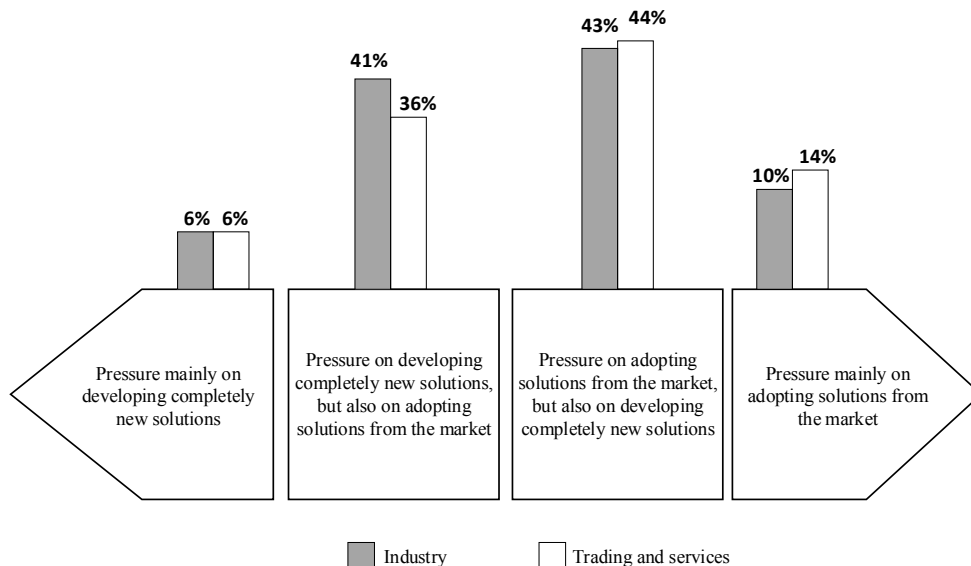 43% 44%
41%
36%
14%
10%
6% 6%
Pressure mainly on
developing completely
new solutions
Pressure on developing
completely new solutions,
but also on adopting
solutions from the market
Pressure on adopting
solutions from the market,
but also on developing
completely new solutions
Pressure mainly on
adopting solutions from
the market
Industry
Trading and services